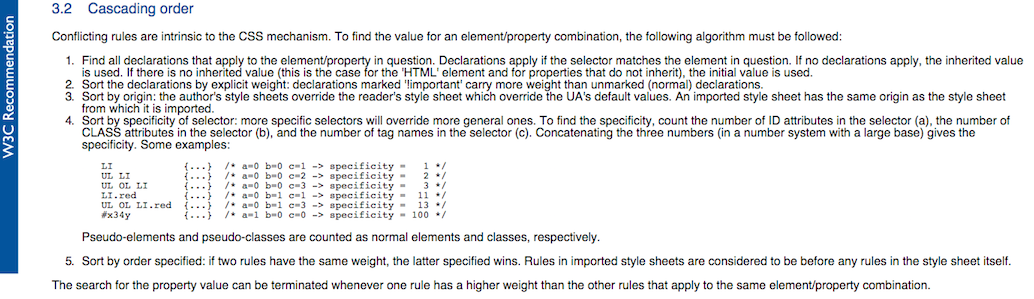 W3C Recommendation
3.2 Cascading order
Conflicting rules are intrinsic to the CSS mechanism. To find the value for an element/property combination, the following algorithm must be followed:
1. Find all declarations that apply to the element/property in question. Declarations apply if the selector matches the element in question. If no declarations apply, the inherited value
is used. If there is no inherited value (this is the case for the 'HTML' element and for properties that do not inherit), the initial value is used.
2. Sort the declarations by explicit weight: declarations marked '!important' carry more weight than unmarked (normal) declarations.
3. Sort by origin: the author's style sheets override the reader's style sheet which override the UA's default values. An imported style sheet has the same origin as the style sheet
from which it is imported.
4. Sort by specificity of selector: more specific selectors will override more general ones. To find the specificity, count the number of ID attributes in the selector (a), the number of
CLASS attributes in the selector (b), and the number of tag names in the selector (c). Concatenating the three numbers (in a number system with a large base) gives the
specificity. Some examples:
LI {...} /* a=0 b=0 c=1 -> specificity = 1 */
UL LI {...} /* a=0 b=0 c=2 -> specificity = 2 */
UL OL LI {...} /* a=0 b=0 c=3 -> specificity = 3 */
LI.red {...} /* a=0 b=1 c=1 -> specificity = 11 */
UL OL LI.red {...} /* a=0 b=1 c=3 -> specificity = 13 */
#x34y {...} /* a=1 b=0 c=0 -> specificity = 100 */
Pseudo-elements and pseudo-classes are counted as normal elements and classes, respectively.
5. Sort by order specified: if two rules have the same weight, the latter specified wins. Rules in imported style sheets are considered to be before any rules in the style sheet itself.
The search for the property value can be terminated whenever one rule has a higher weight than the other rules that apply to the same element/property combination.